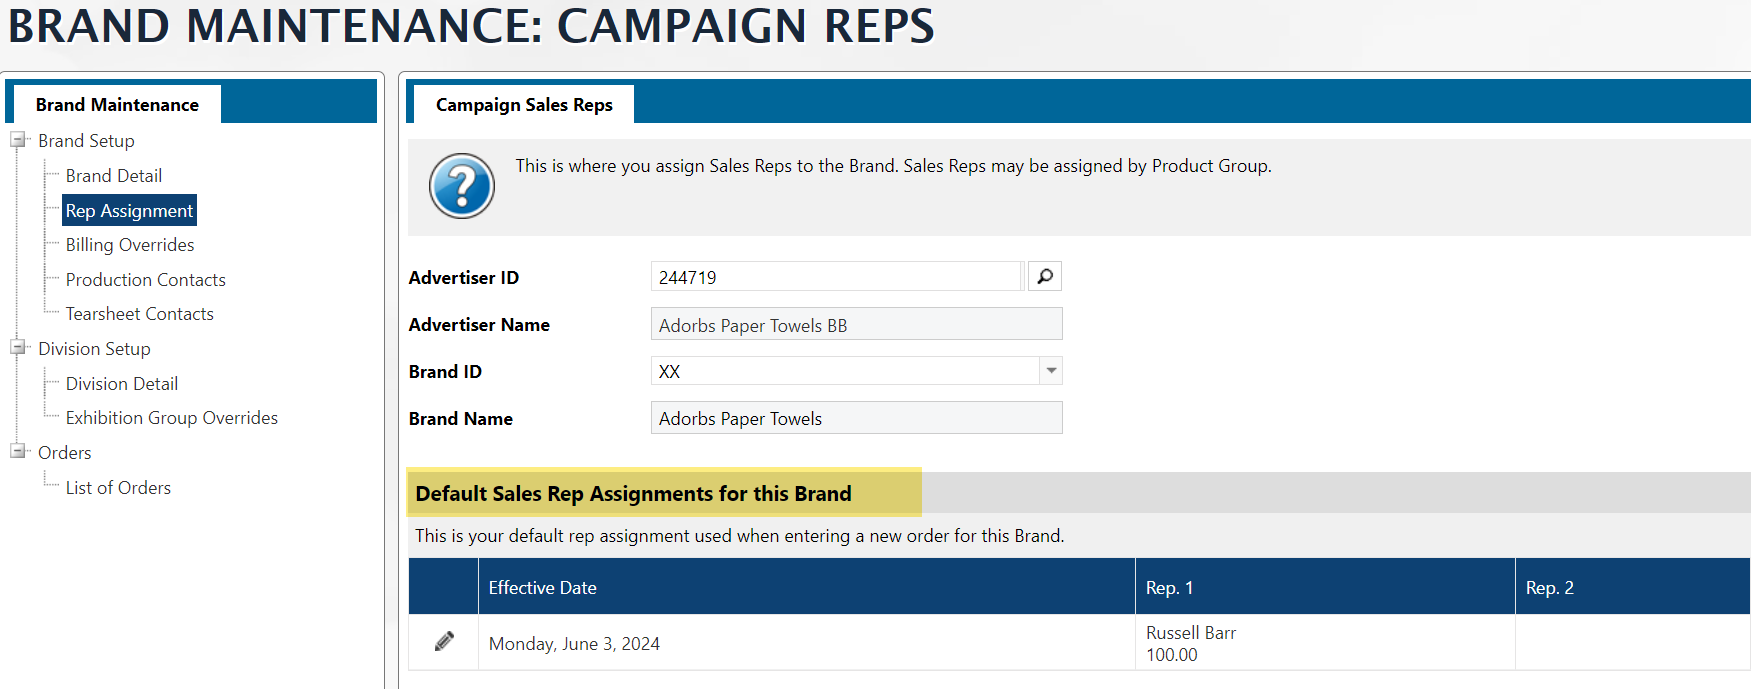 BRAND MAINTENANCE: CAMPAIGN REPS
Brand Maintenance
Brand Setup
Brand Detail
Rep Assignment
Billing Overrides
Production Contacts
Tearsheet Contacts
Division Setup
Division Detail
Exhibition Group Overrides
Orders
List of Orders
Campaign Sales Reps
This is where you assign Sales Reps to the Brand. Sales Reps may be assigned by Product Group.
Advertiser ID 244719
Advertiser Name Adorbs Paper Towels BB
Brand ID XX
Brand Name Adorbs Paper Towels
Default Sales Rep Assignments for this Brand
This is your default rep assignment used when entering a new order for this Brand.
Effective Date Rep. 1 Rep. 2
Monday, June 3, 2024 Russell Barr
100.00